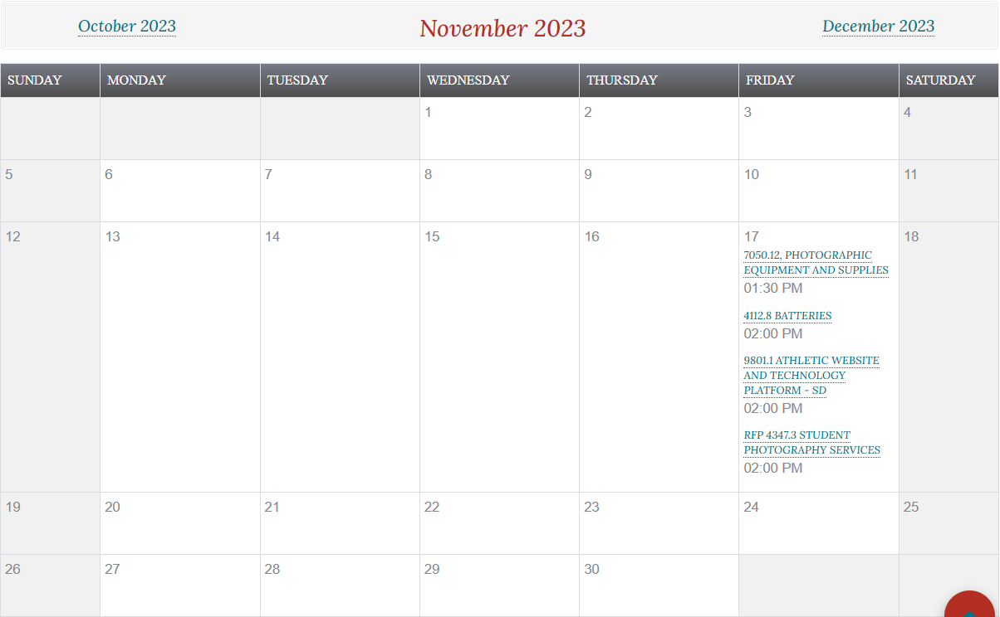 October 2023
November 2023
December 2023
SUNDAY MONDAY TUESDAY WEDNESDAY THURSDAY FRIDAY SATURDAY
1 2 3 4
5 6 7 8 9 10 11
12 13 14 15 16 17 18
7050.12, PHOTOGRAPHIC
EQUIPMENT AND SUPPLIES
01:30 PM
4112.8 BATTERIES
02:00 PM
9801.1 ATHLETIC WEBSITE
AND TECHNOLOGY
PLATFORM - SD
02:00 PM
RFP 4347.3 STUDENT
PHOTOGRAPHY SERVICES
02:00 PM
19 20 21 22 23 24 25
26 27 28 29 30